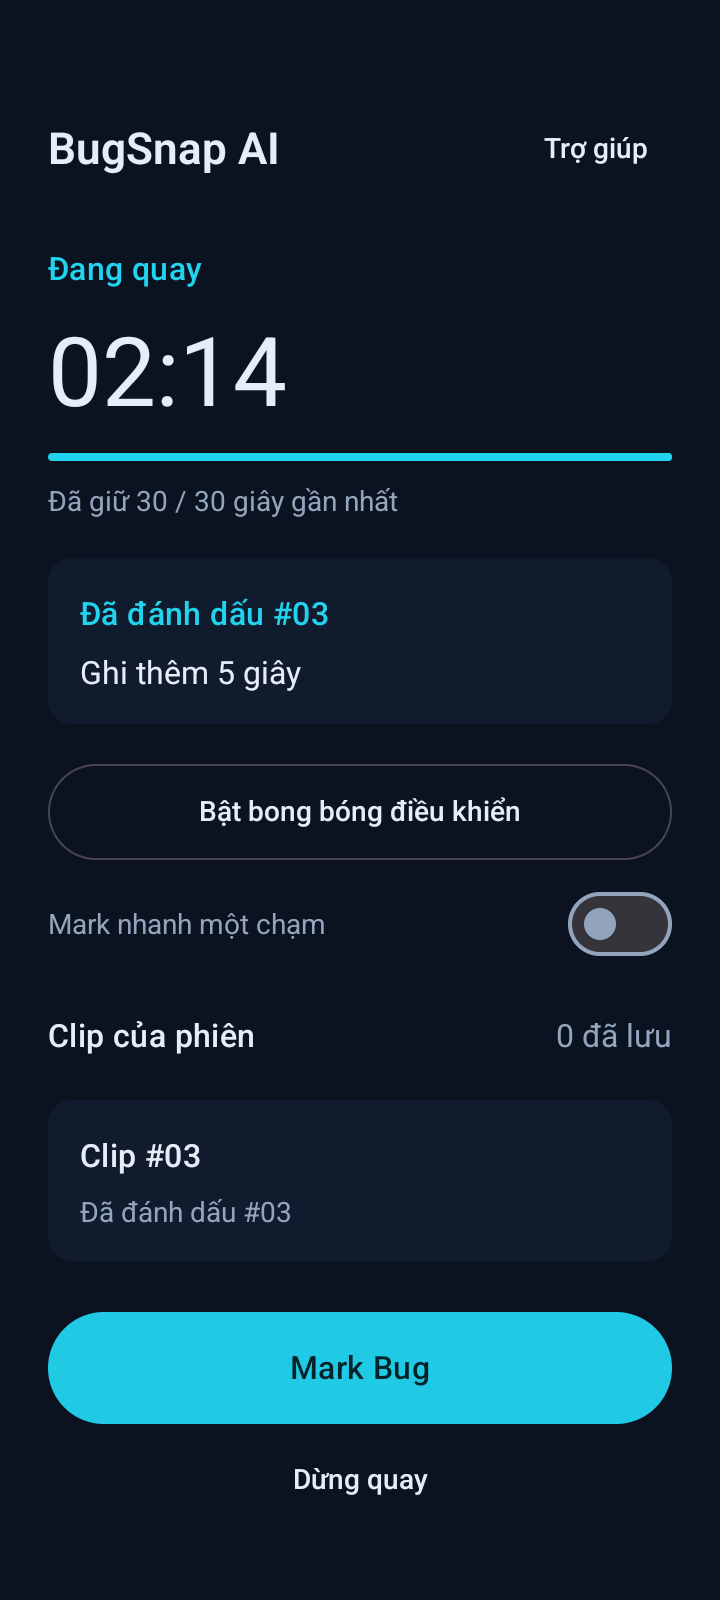 BugSnap AI
Trợ giúp
Đang quay
02:14
Đã giữ 30 / 30 giây gần nhất
Đã đánh dấu #03
Ghi thêm 5 giây
Bật bong bóng điều khiển
Mark nhanh một chạm
Clip của phiên
0 đã lưu
Clip #03
Đã đánh dấu #03
Mark Bug
Dừng quay